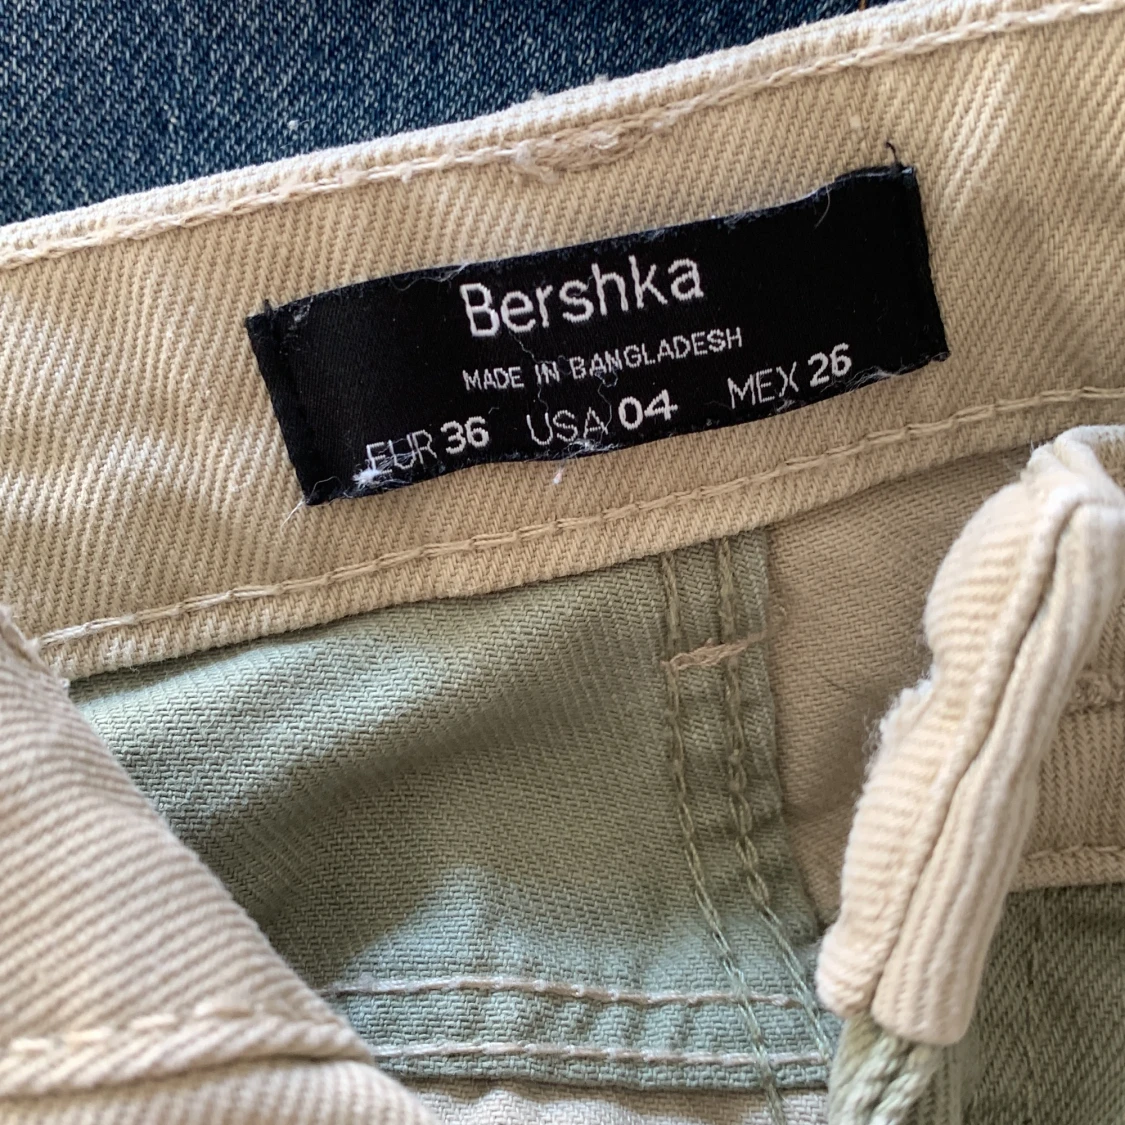 Bershka
MADE IN BANGLADESH
EUR 36 USA 04 MEX 26